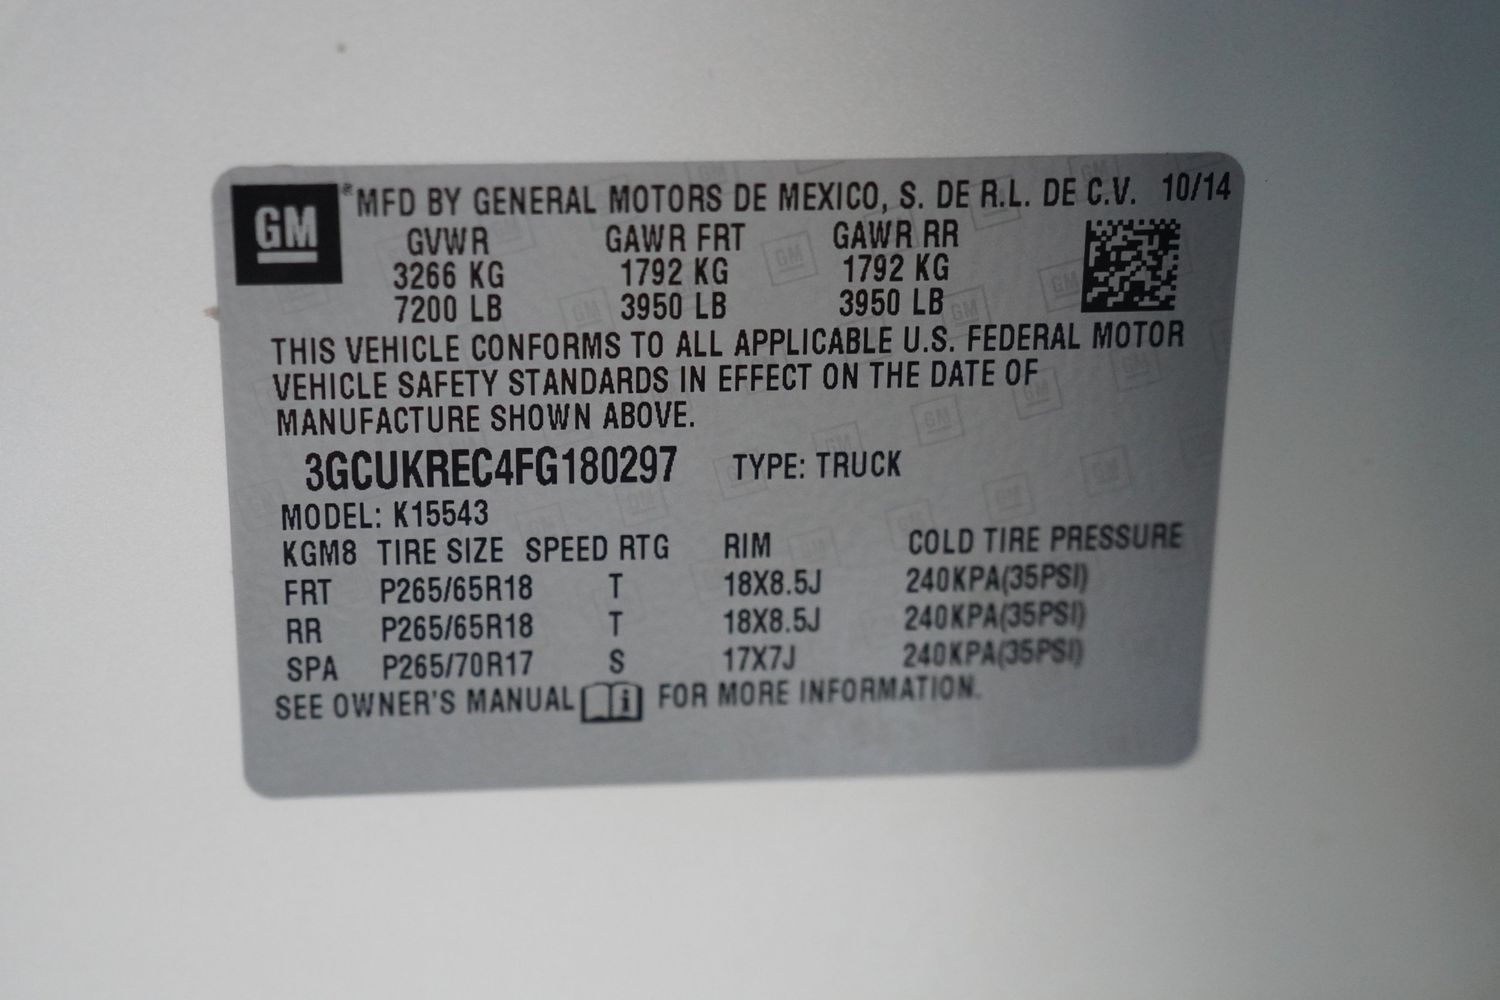 GM ® MFD BY GENERAL MOTORS DE MEXICO, S. DE R.L. DE C.V. 10/14
GVWR GAWR FRT GAWR RR
3266 KG 1792 KG 1792 KG
7200 LB 3950 LB 3950 LB
THIS VEHICLE CONFORMS TO ALL APPLICABLE U.S. FEDERAL MOTOR
VEHICLE SAFETY STANDARDS IN EFFECT ON THE DATE OF
MANUFACTURE SHOWN ABOVE.
3GCUKREC4FG180297 TYPE: TRUCK
MODEL: K15543
KGM8 TIRE SIZE SPEED RTG RIM COLD TIRE PRESSURE
FRT P265/65R18 T 18X8.5J 240KPA(35PSI)
RR P265/65R18 T 18X8.5J 240KPA(35PSI)
SPA P265/70R17 S 17X7J 240KPA(35PSI)
SEE OWNER'S MANUAL i FOR MORE INFORMATION.